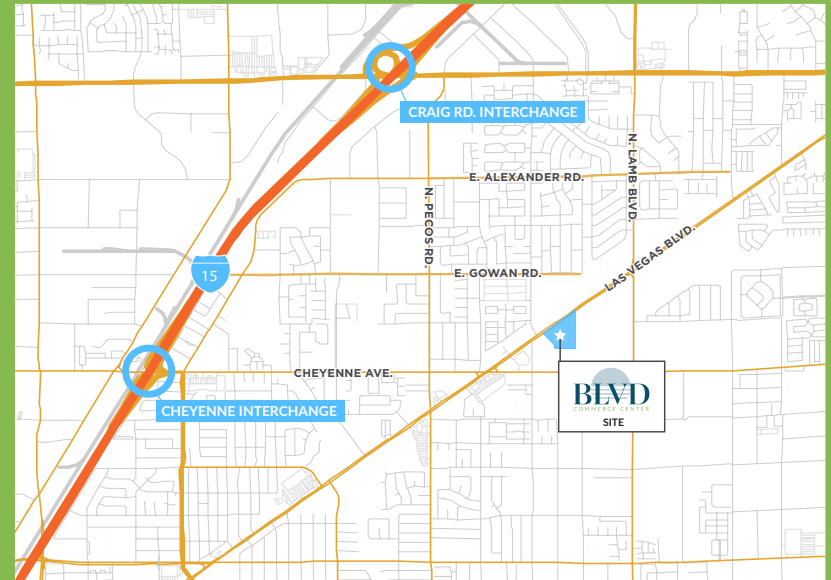 CRAIG RD. INTERCHANGE
E. ALEXANDER RD.
N. LAMB BLVD.
N. PECOS RD.
LAS VEGAS BLVD.
E. GOWAN RD.
15
CHEYENNE AVE.
CHEYENNE INTERCHANGE
BLVD
COMMERCE CENTER
SITE